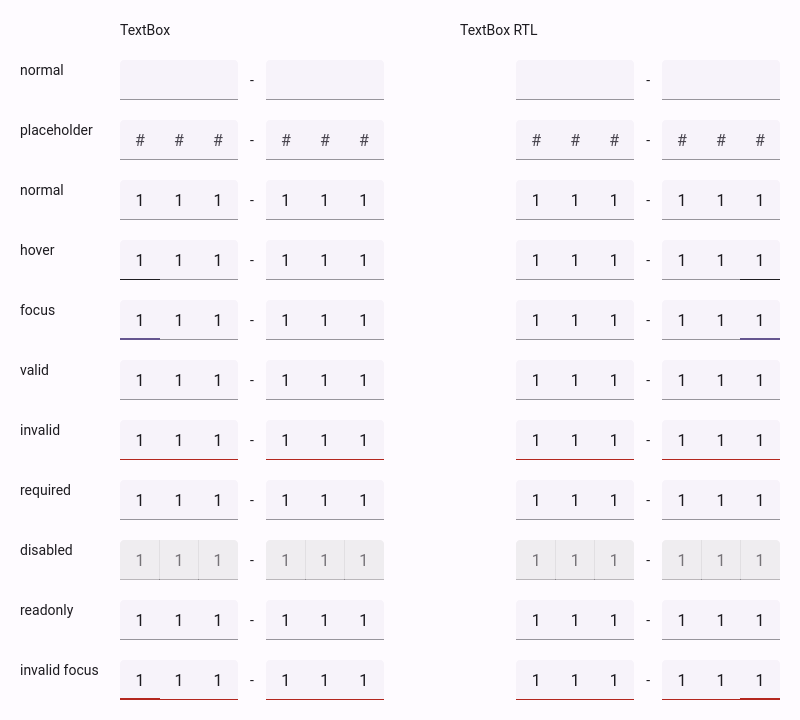 TextBox TextBox RTL
normal - -
placeholder # # # - # # # # # # - # # #
normal 1 1 1 - 1 1 1 1 1 1 - 1 1 1
hover 1 1 1 - 1 1 1 1 1 1 - 1 1 1
focus 1 1 1 - 1 1 1 1 1 1 - 1 1 1
valid 1 1 1 - 1 1 1 1 1 1 - 1 1 1
invalid 1 1 1 - 1 1 1 1 1 1 - 1 1 1
required 1 1 1 - 1 1 1 1 1 1 - 1 1 1
disabled 1 1 1 - 1 1 1 1 1 1 - 1 1 1
readonly 1 1 1 - 1 1 1 1 1 1 - 1 1 1
invalid focus 1 1 1 - 1 1 1 1 1 1 - 1 1 1